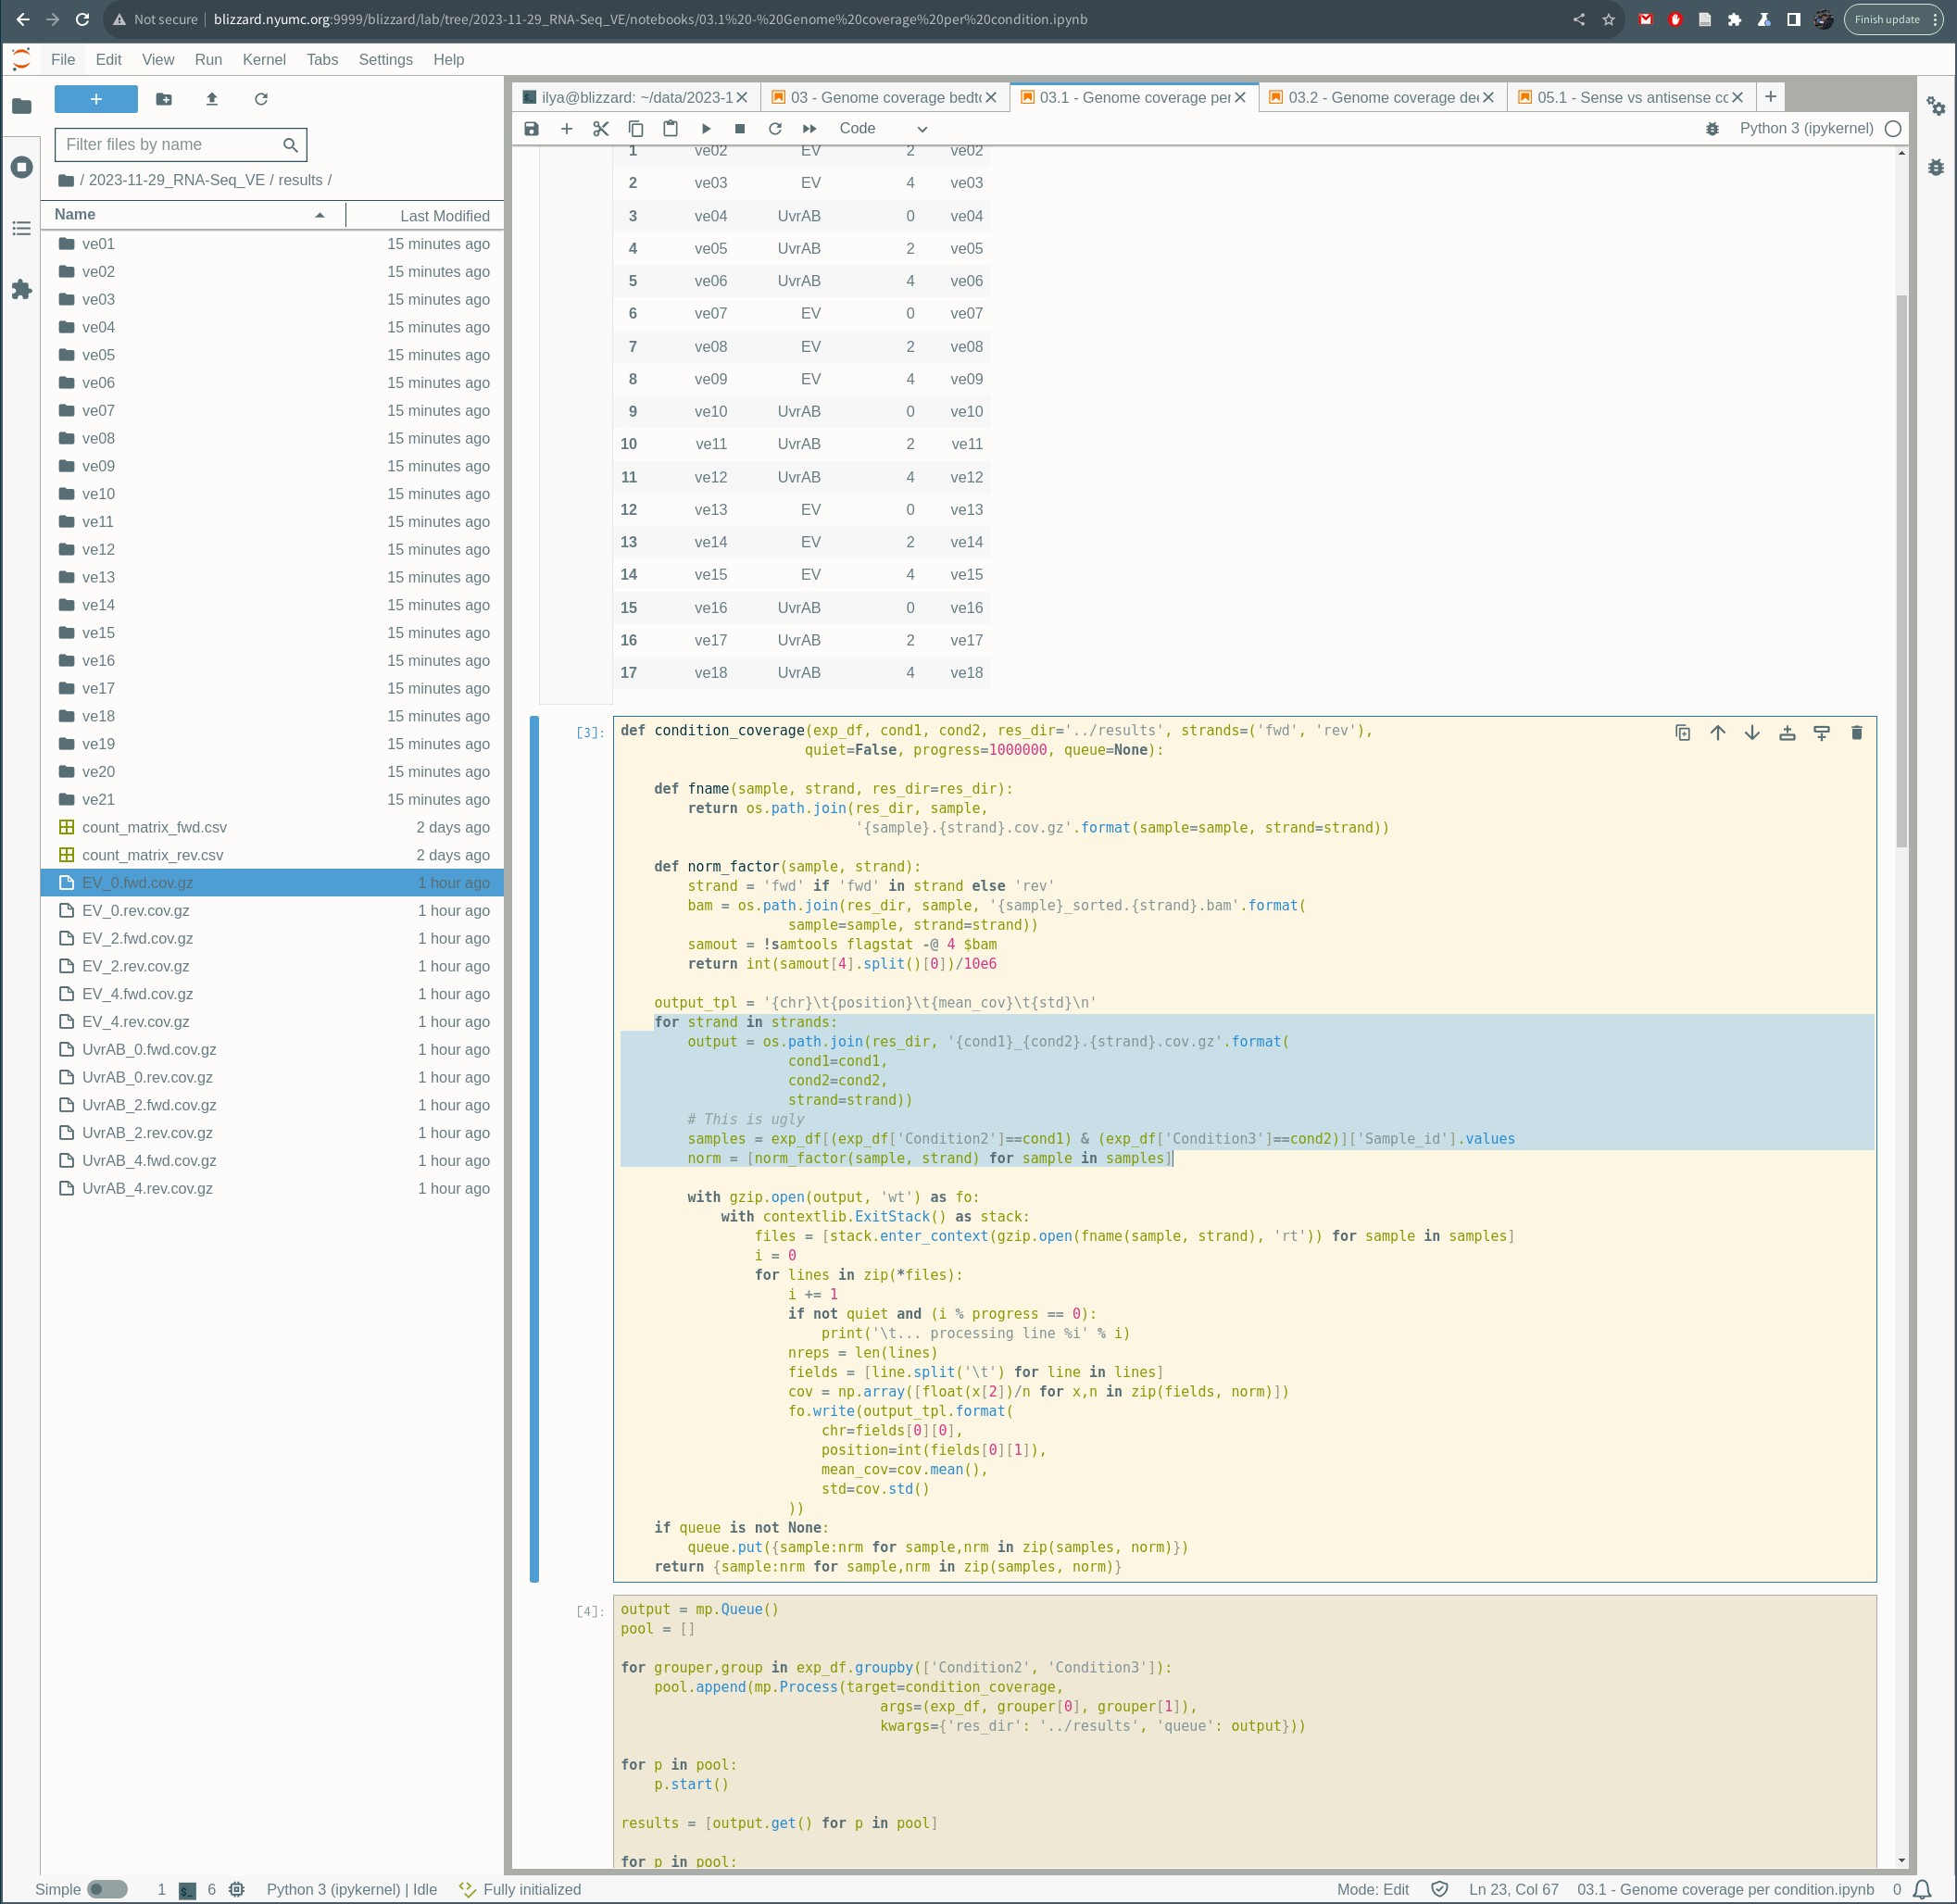 Not secure | blizzard.nyumc.org:9999/blizzard/lab/tree/2023-11-29_RNA-Seq_VE/notebooks/03.1%20-%20Genome%20coverage%20per%20condition.ipynb
Finish update
File Edit View Run Kernel Tabs Settings Help
Filter files by name
/ 2023-11-29_RNA-Seq_VE / results /
Name Last Modified
ve01 15 minutes ago
ve02 15 minutes ago
ve03 15 minutes ago
ve04 15 minutes ago
ve05 15 minutes ago
ve06 15 minutes ago
ve07 15 minutes ago
ve08 15 minutes ago
ve09 15 minutes ago
ve10 15 minutes ago
ve11 15 minutes ago
ve12 15 minutes ago
ve13 15 minutes ago
ve14 15 minutes ago
ve15 15 minutes ago
ve16 15 minutes ago
ve17 15 minutes ago
ve18 15 minutes ago
ve19 15 minutes ago
ve20 15 minutes ago
ve21 15 minutes ago
count_matrix_fwd.csv 2 days ago
count_matrix_rev.csv 2 days ago
EV_0.fwd.cov.gz 1 hour ago
EV_0.rev.cov.gz 1 hour ago
EV_2.fwd.cov.gz 1 hour ago
EV_2.rev.cov.gz 1 hour ago
EV_4.fwd.cov.gz 1 hour ago
EV_4.rev.cov.gz 1 hour ago
UvrAB_0.fwd.cov.gz 1 hour ago
UvrAB_0.rev.cov.gz 1 hour ago
UvrAB_2.fwd.cov.gz 1 hour ago
UvrAB_2.rev.cov.gz 1 hour ago
UvrAB_4.fwd.cov.gz 1 hour ago
UvrAB_4.rev.cov.gz 1 hour ago
ilya@blizzard: ~/data/2023-1 03 - Genome coverage bedt 03.1 - Genome coverage per 03.2 - Genome coverage de 05.1 - Sense vs antisense co
Code Python 3 (ipykernel)
1 ve02 EV 2 ve02
2 ve03 EV 4 ve03
3 ve04 UvrAB 0 ve04
4 ve05 UvrAB 2 ve05
5 ve06 UvrAB 4 ve06
6 ve07 EV 0 ve07
7 ve08 EV 2 ve08
8 ve09 EV 4 ve09
9 ve10 UvrAB 0 ve10
10 ve11 UvrAB 2 ve11
11 ve12 UvrAB 4 ve12
12 ve13 EV 0 ve13
13 ve14 EV 2 ve14
14 ve15 EV 4 ve15
15 ve16 UvrAB 0 ve16
16 ve17 UvrAB 2 ve17
17 ve18 UvrAB 4 ve18
[3]:
def condition_coverage(exp_df, cond1, cond2, res_dir='../results', strands=('fwd', 'rev'),
                      quiet=False, progress=1000000, queue=None):
    def fname(sample, strand, res_dir=res_dir):
        return os.path.join(res_dir, sample,
                            '{sample}.{strand}.cov.gz'.format(sample=sample, strand=strand))
    def norm_factor(sample, strand):
        strand = 'fwd' if 'fwd' in strand else 'rev'
        bam = os.path.join(res_dir, sample, '{sample}_sorted.{strand}.bam'.format(
                    sample=sample, strand=strand))
        samout = !samtools flagstat -@ 4 $bam
        return int(samout[4].split()[0])/10e6
    output_tpl = '{chr}\t{position}\t{mean_cov}\t{std}\n'
    for strand in strands:
        output = os.path.join(res_dir, '{cond1}_{cond2}.{strand}.cov.gz'.format(
                    cond1=cond1,
                    cond2=cond2,
                    strand=strand))
        # This is ugly
        samples = exp_df[(exp_df['Condition2']==cond1) & (exp_df['Condition3']==cond2)]['Sample_id'].values
        norm = [norm_factor(sample, strand) for sample in samples]
        with gzip.open(output, 'wt') as fo:
            with contextlib.ExitStack() as stack:
                files = [stack.enter_context(gzip.open(fname(sample, strand), 'rt')) for sample in samples]
                i = 0
                for lines in zip(*files):
                    i += 1
                    if not quiet and (i % progress == 0):
                        print('\t... processing line %i' % i)
                    nreps = len(lines)
                    fields = [line.split('\t') for line in lines]
                    cov = np.array([float(x[2])/n for x,n in zip(fields, norm)])
                    fo.write(output_tpl.format(
                        chr=fields[0][0],
                        position=int(fields[0][1]),
                        mean_cov=cov.mean(),
                        std=cov.std()
                    ))
    if queue is not None:
        queue.put({sample:nrm for sample,nrm in zip(samples, norm)})
    return {sample:nrm for sample,nrm in zip(samples, norm)}
[4]:
output = mp.Queue()
pool = []
for grouper,group in exp_df.groupby(['Condition2', 'Condition3']):
    pool.append(mp.Process(target=condition_coverage,
                               args=(exp_df, grouper[0], grouper[1]),
                               kwargs={'res_dir': '../results', 'queue': output}))
for p in pool:
    p.start()
results = [output.get() for p in pool]
for p in pool:
Simple 1 6 Python 3 (ipykernel) | Idle Fully initialized Mode: Edit Ln 23, Col 67 03.1 - Genome coverage per condition.ipynb 0